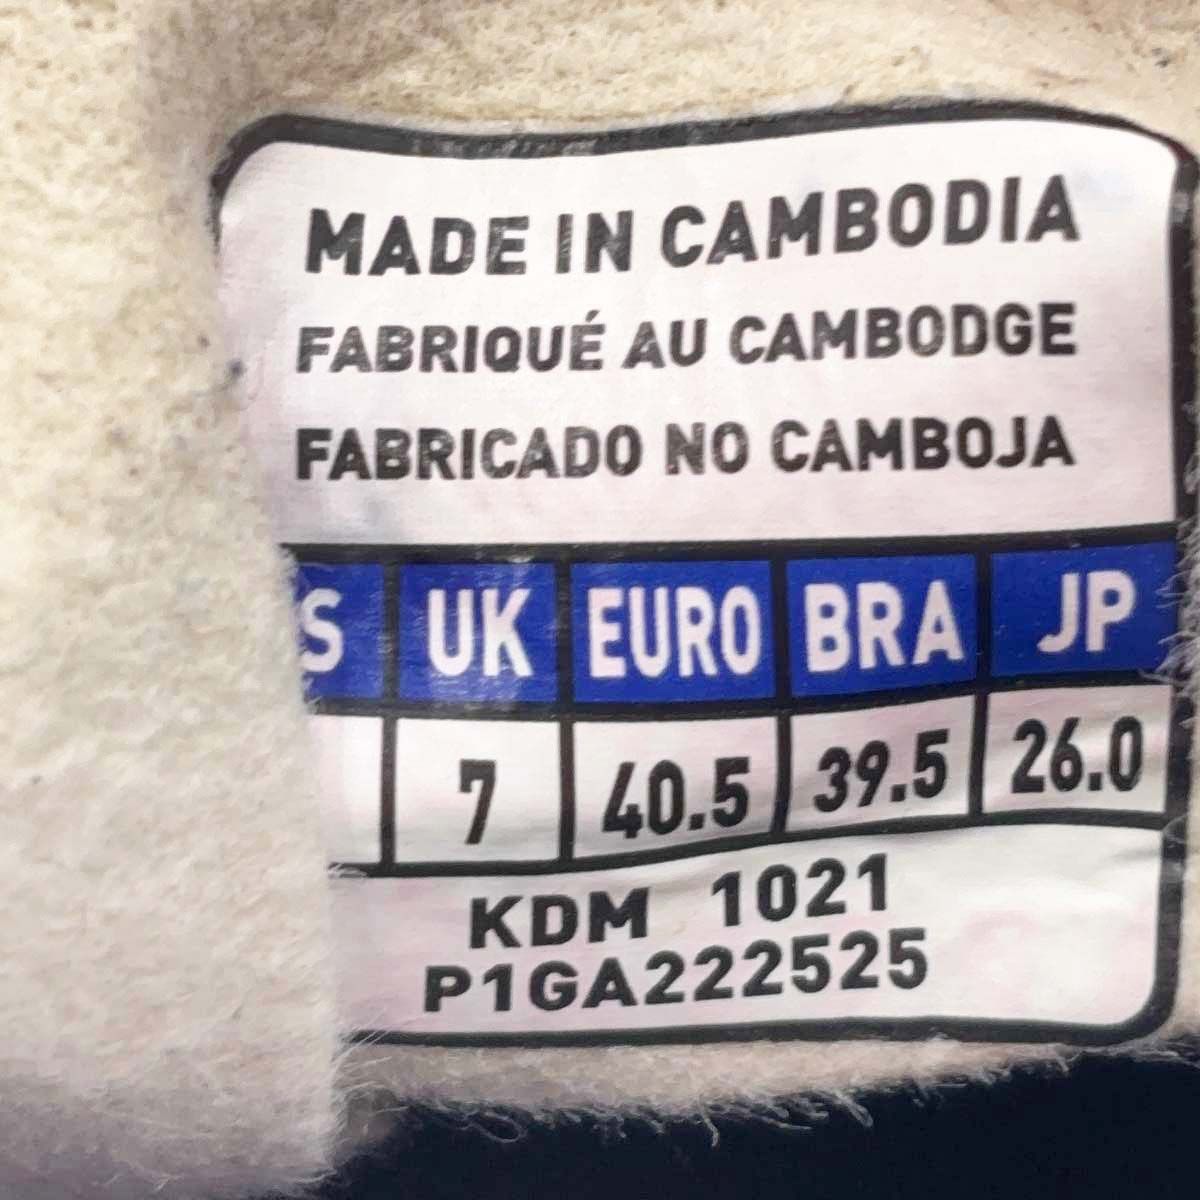 MADE IN CAMBODIA
FABRIQUÉ AU CAMBODGE
FABRICADO NO CAMBOJA
UK EURO BRA JP
7 40.5 39.5 26.0
KDM 1021
P1GA222525